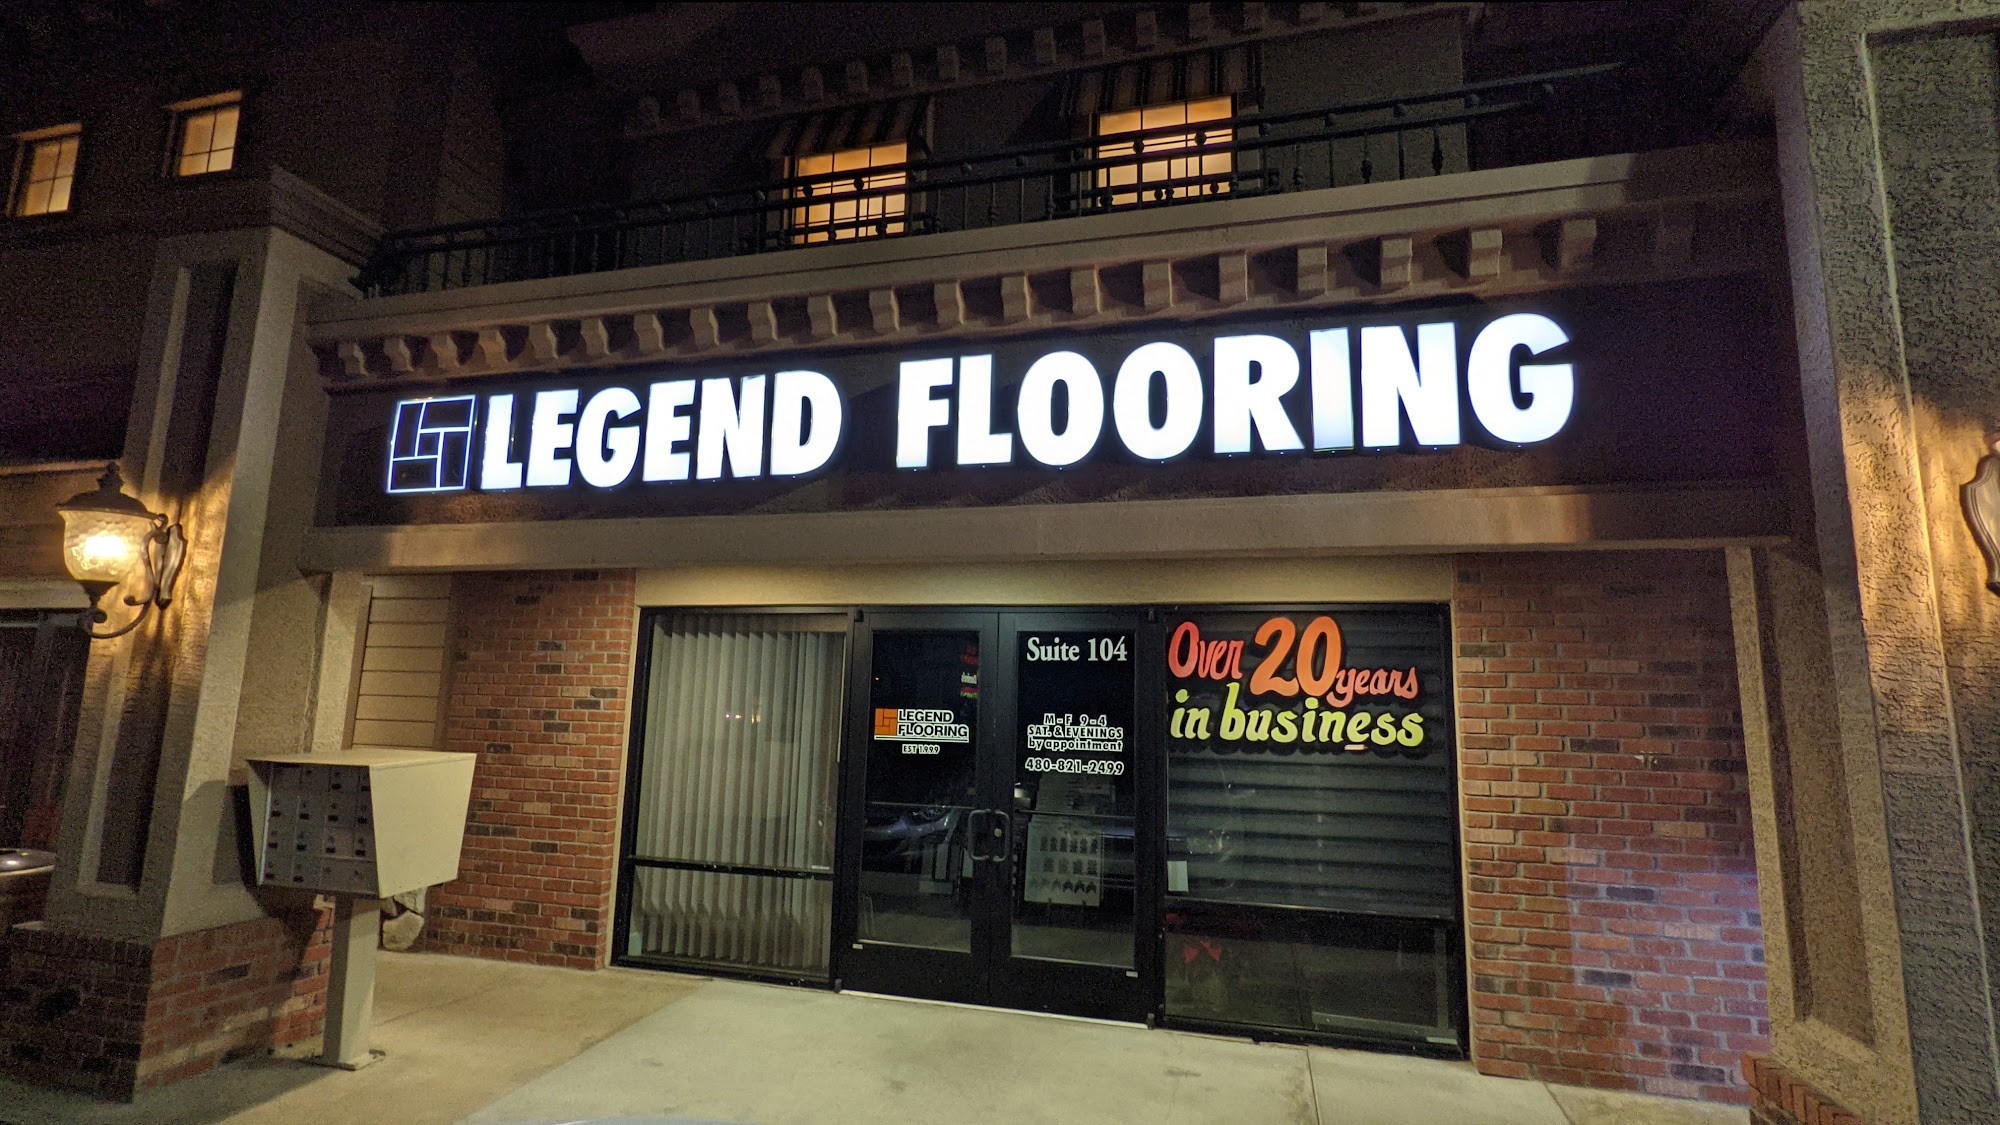 LEGEND FLOORING
Suite 104
LEGEND
FLOORING
EST 1999
M-F 9-4
SAT. & EVENINGS
by appointment
480-821-2499
Over 20 years
in business